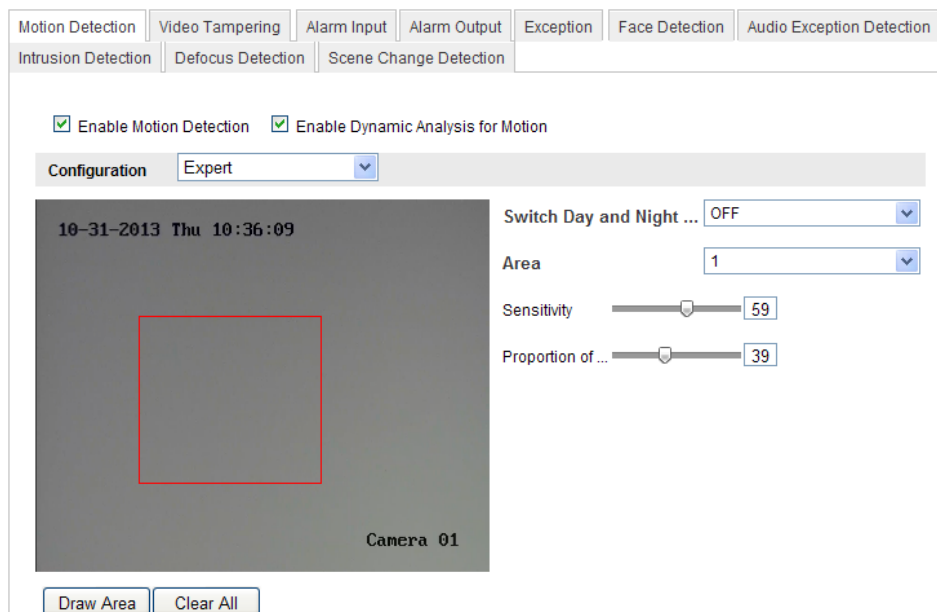 Motion Detection Video Tampering Alarm Input Alarm Output Exception Face Detection Audio Exception Detection
Intrusion Detection Defocus Detection Scene Change Detection
Enable Motion Detection Enable Dynamic Analysis for Motion
Configuration Expert
10-31-2013 Thu 10:36:09
Camera 01
Switch Day and Night ... OFF
Area 1
Sensitivity 59
Proportion of ... 39
Draw Area Clear All